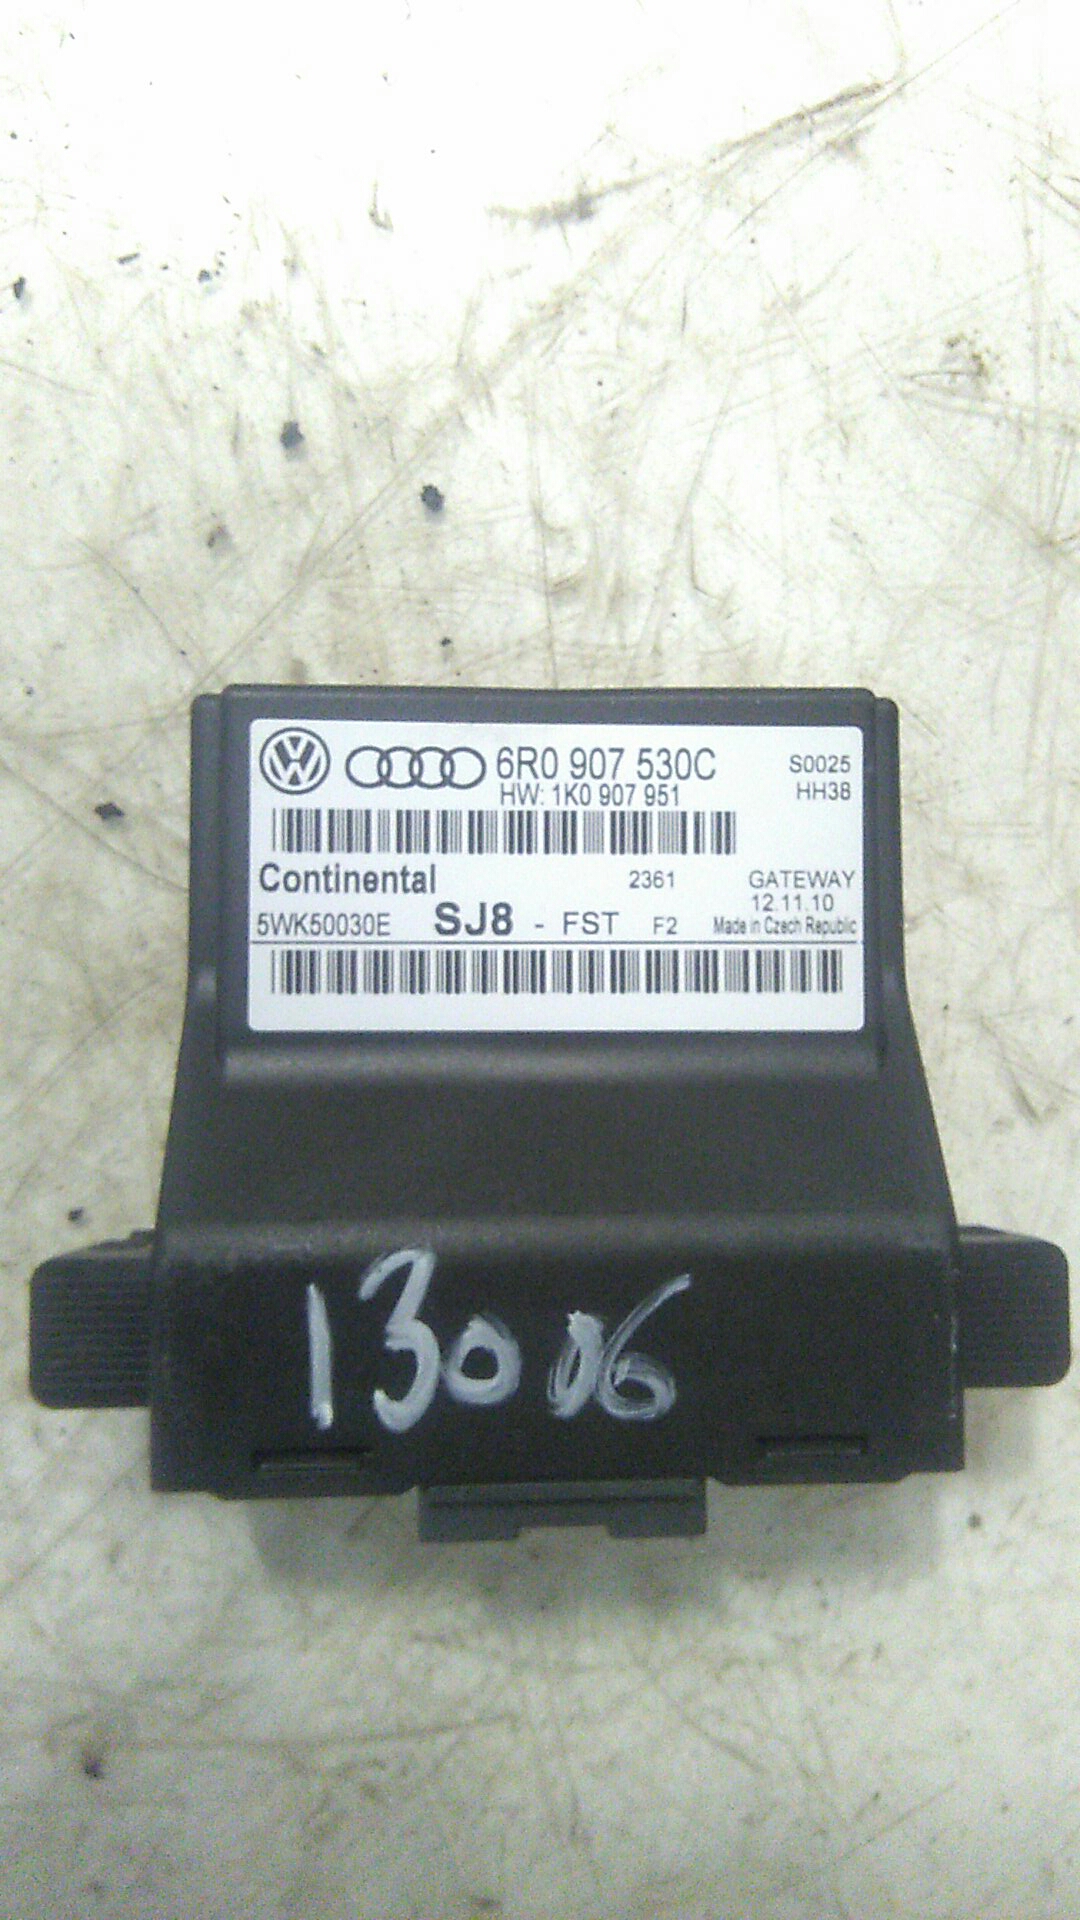 6R0 907 530C S0025
HW: 1K0 907 951 HH38
Continental 2361 GATEWAY
12.11.10
5WK50030E SJ8 - FST F2 Made in Czech Republic
13006